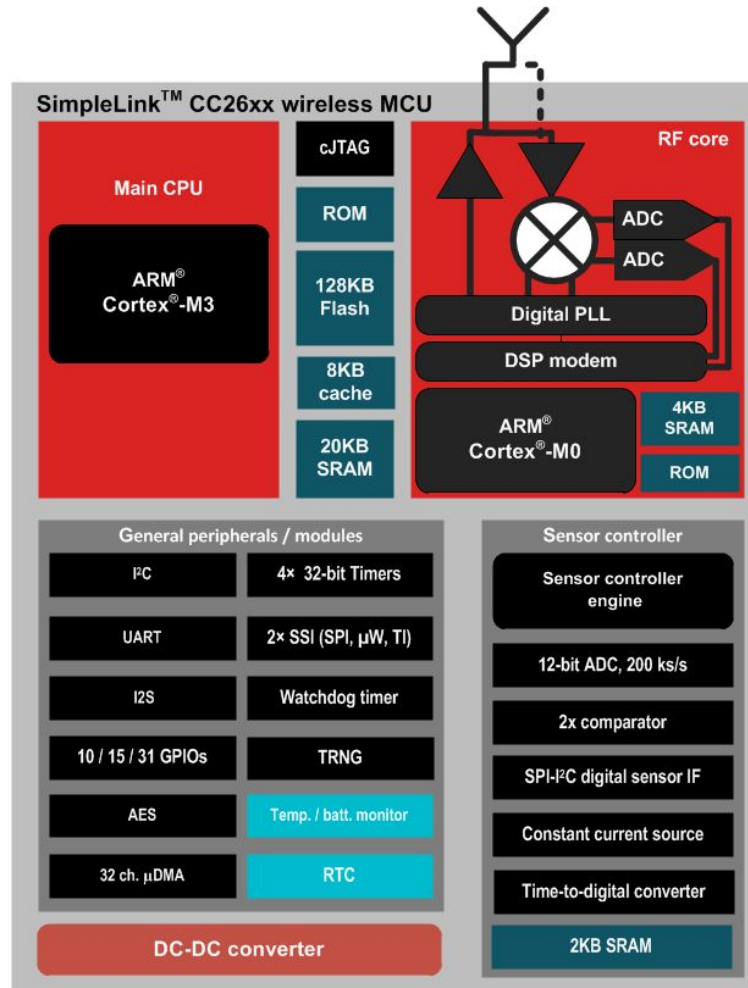 SimpleLink™ CC26xx wireless MCU
Main CPU
ARM®
Cortex®-M3
cJTAG
ROM
128KB
Flash
8KB
cache
20KB
SRAM
RF core
ADC
ADC
Digital PLL
DSP modem
ARM®
Cortex®-M0
4KB
SRAM
ROM
General peripherals / modules
I²C
4× 32-bit Timers
UART
2× SSI (SPI, µW, TI)
I2S
Watchdog timer
10 / 15 / 31 GPIOs
TRNG
AES
Temp. / batt. monitor
32 ch. µDMA
RTC
Sensor controller
Sensor controller
engine
12-bit ADC, 200 ks/s
2x comparator
SPI-I²C digital sensor IF
Constant current source
Time-to-digital converter
2KB SRAM
DC-DC converter